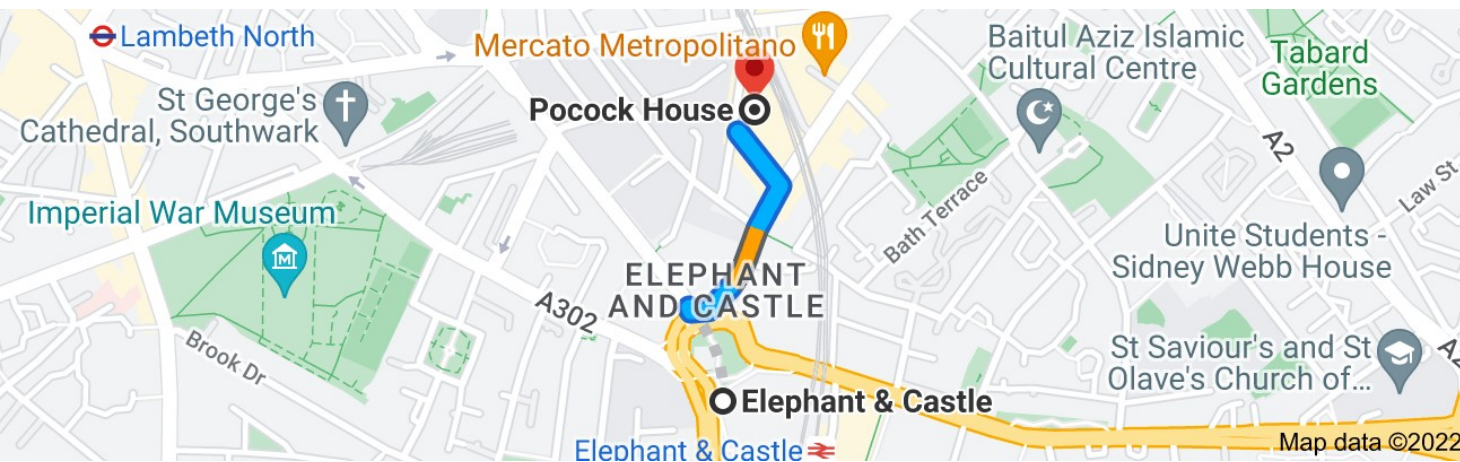 Lambeth North
Mercato Metropolitano
Baitul Aziz Islamic
Cultural Centre
Tabard
Gardens
St George's
Cathedral, Southwark
Pocock House
A2
Law St
Imperial War Museum
Bath Terrace
Unite Students -
Sidney Webb House
ELEPHANT
AND CASTLE
A302
Brook Dr
St Saviour's and St
Olave's Church of...
Elephant & Castle
Elephant & Castle
Map data ©2022